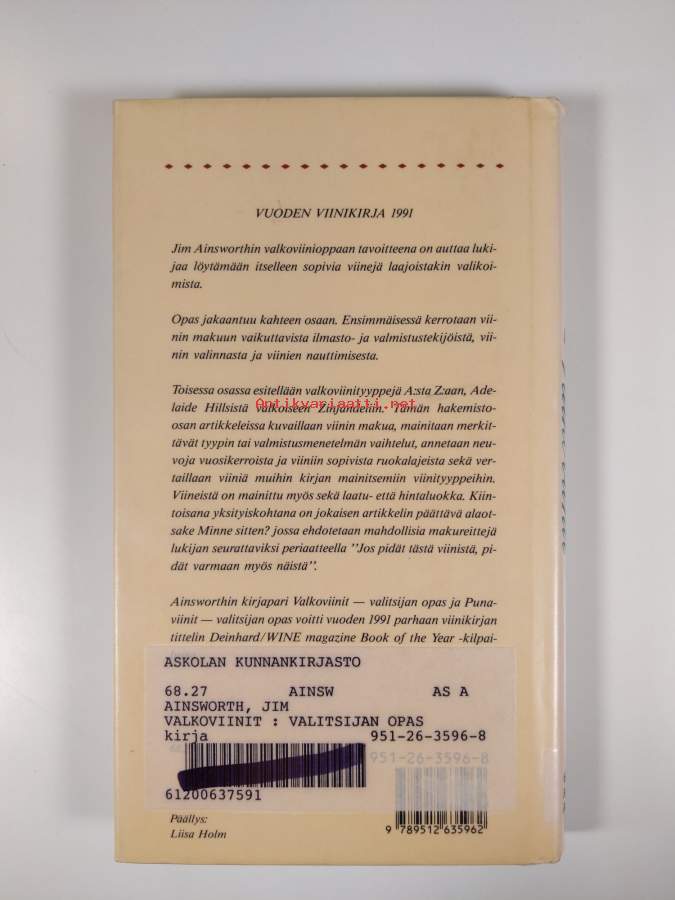 VUODEN VIINIKIRJA 1991
Jim Ainsworthin valkoviinioppaan tavoitteena on auttaa luki-
jaa löytämään itselleen sopivia viinejä laajoistakin valikoi-
mista.
Opas jakaantuu kahteen osaan. Ensimmäisessä kerrotaan vii-
nin makuun vaikuttavista ilmasto- ja valmistustekijöistä, vii-
nin valinnasta ja viinien nauttimisesta.
Toisessa osassa esitellään valkoviinityyppejä A:sta Z:aan, Ade-
laide Hillsistä valkoiseen Zinfandeliin. Tämän hakemisto-
Antikvariaatti.net
osan artikkeleissa kuvaillaan viinin makua, mainitaan merkit-
tävät tyypin tai valmistusmenetelmän vaihtelut, annetaan neu-
voja vuosikerroista ja viiniin sopivista ruokalajeista sekä ver-
taillaan viiniä muihin kirjan mainitsemiin viinityyppeihin.
Viineistä on mainittu myös sekä laatu- että hintaluokka. Kiin-
toisana yksityiskohtana on jokaisen artikkelin päättävä alaot-
sake Minne sitten? jossa ehdotetaan mahdollisia makureittejä
lukijan seurattaviksi periaatteella "Jos pidät tästä viinistä, pi-
dät varmaan myös näistä".
Ainsworthin kirjapari Valkoviinit — valitsijan opas ja Puna-
viinit — valitsijan opas voitti vuoden 1991 parhaan viinikirjan
tittelin Deinhard/WINE magazine Book of the Year -kilpai-
ASKOLAN KUNNANKIRJASTO
68.27 AINSW AS A
AINSWORTH, JIM
VALKOVIINIT : VALITSIJAN OPAS
kirja 951-26-3596-8
951-26-3596-8
61200637591
9 789512 635962
Päällys:
Liisa Holm